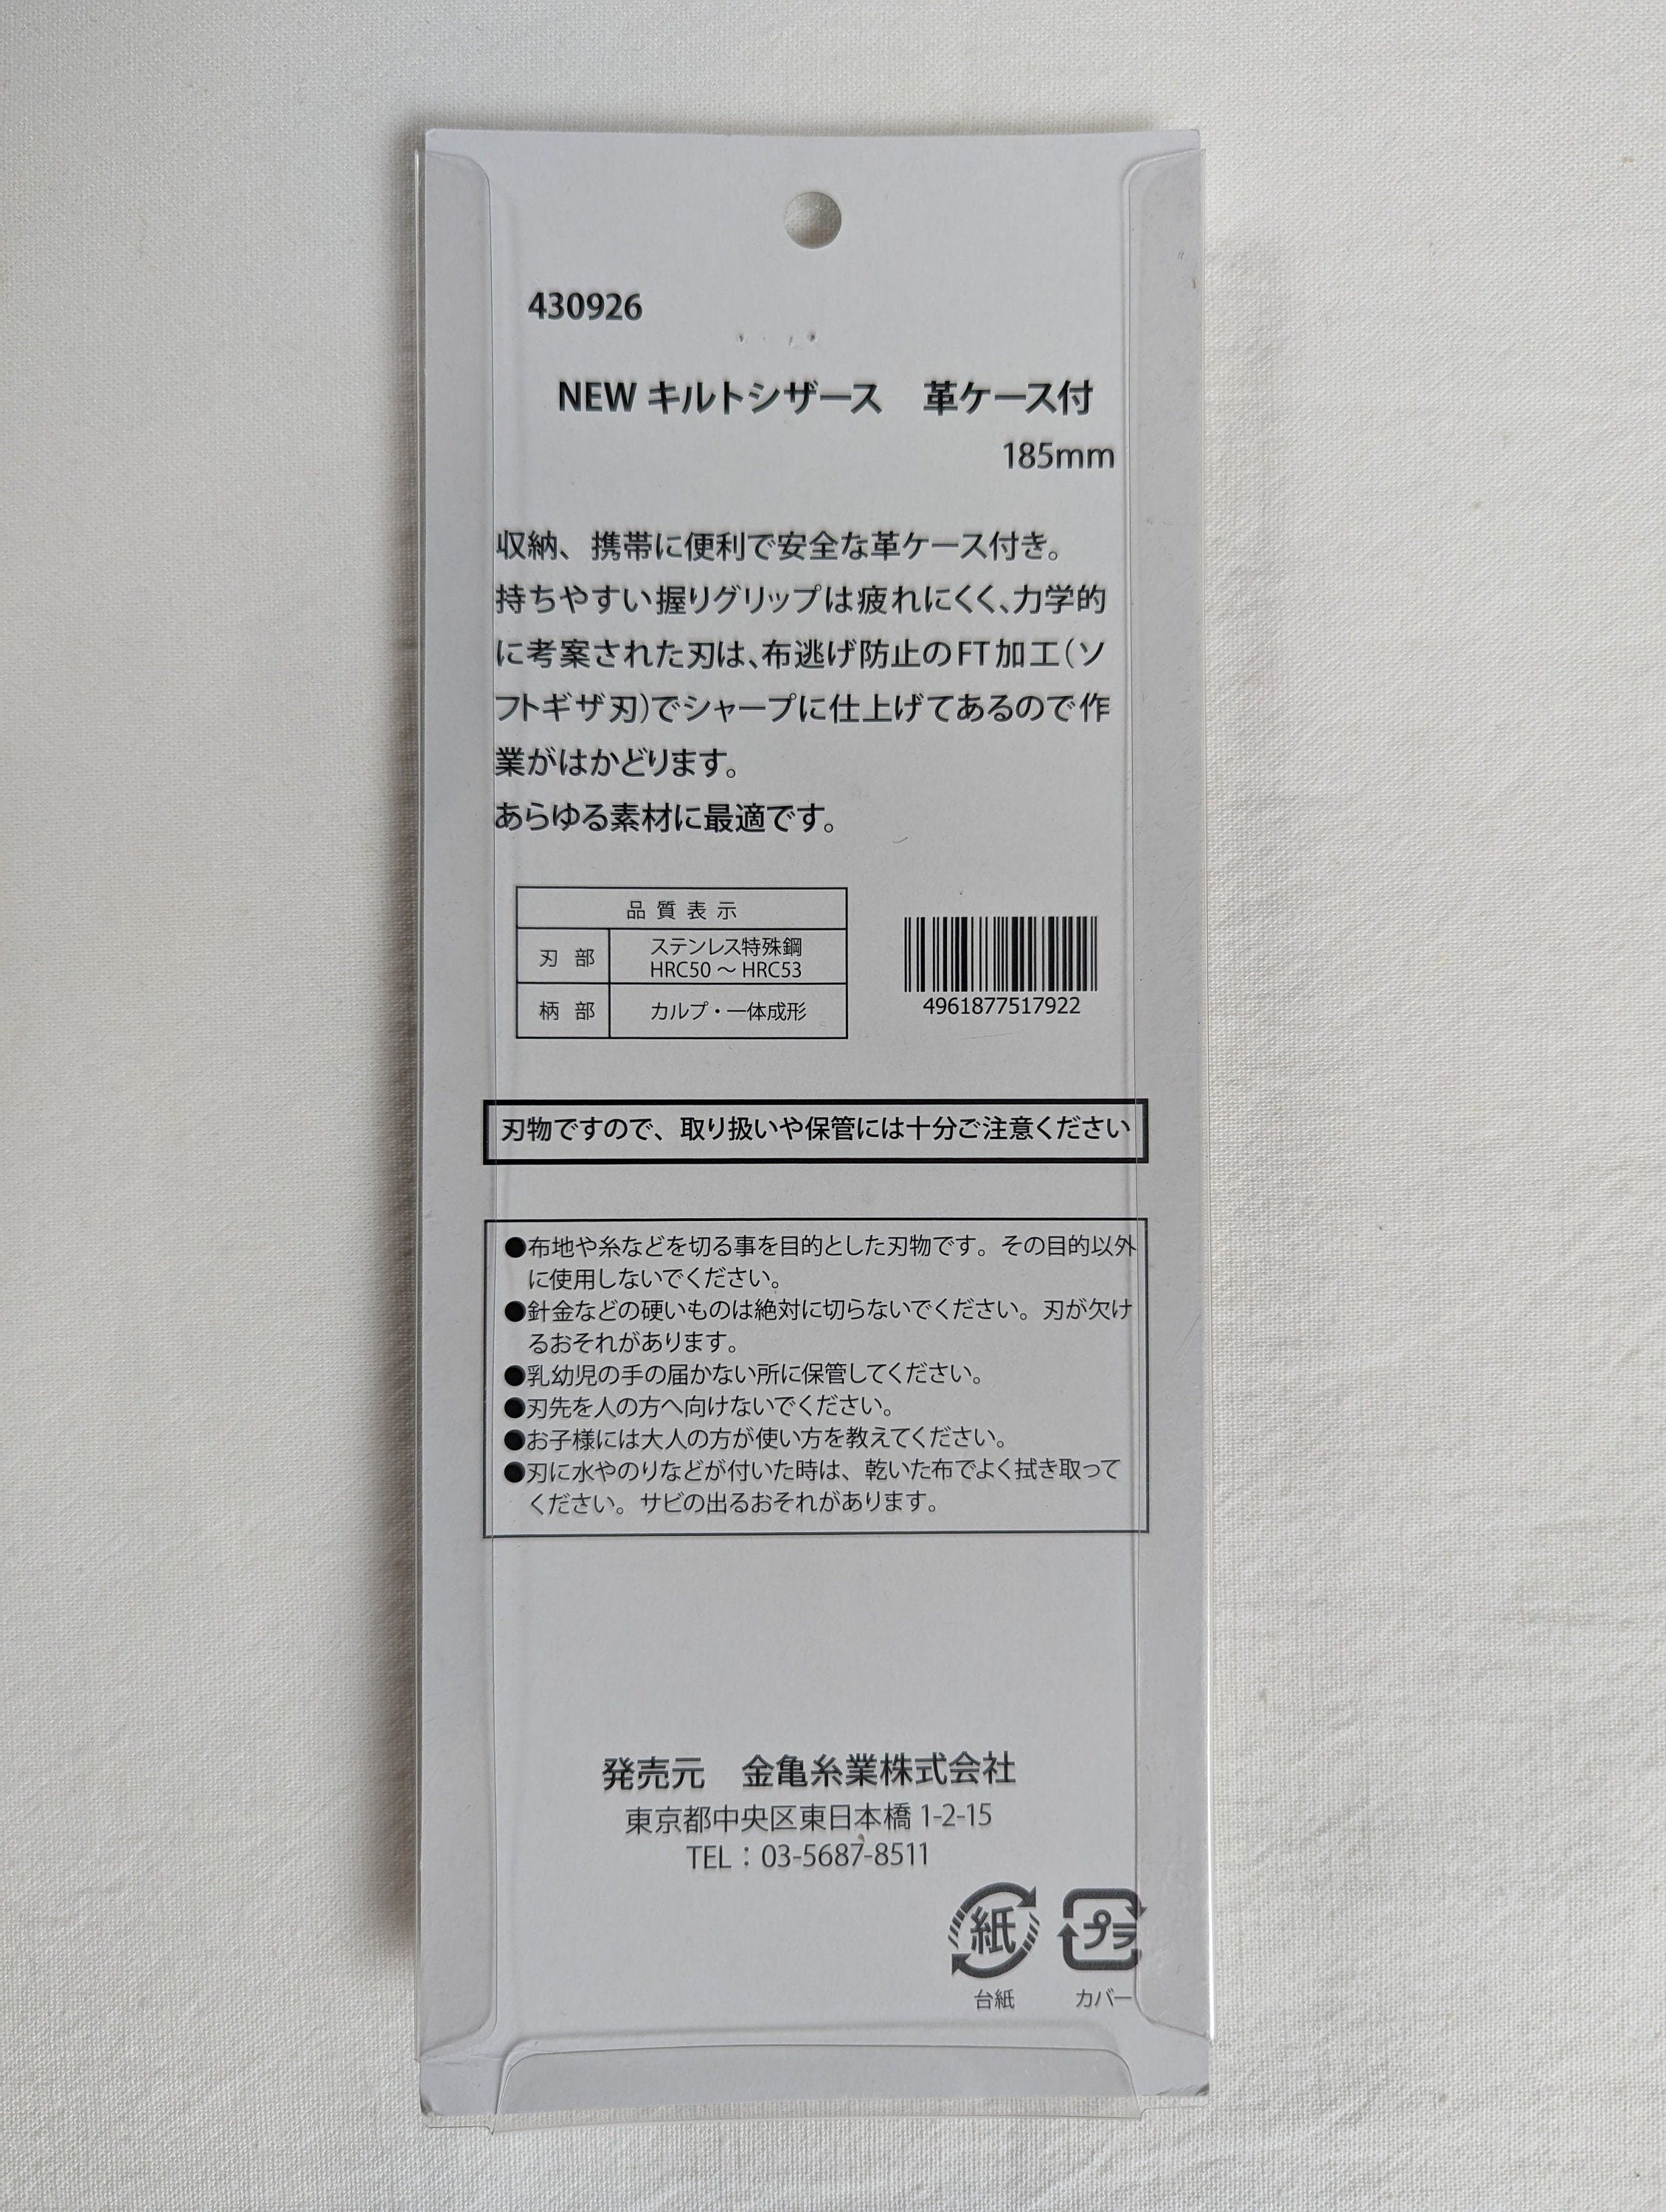 430926
NEW キルトシザース　革ケース付
185mm
収納、携帯に便利で安全な革ケース付き。
持ちやすい握りグリップは疲れにくく、力学的
に考案された刃は、布逃げ防止のFT加工(ソ
フトギザ刃)でシャープに仕上げてあるので作
業がはかどります。
あらゆる素材に最適です。
品質表示
刃部 ステンレス特殊鋼
HRC50 〜 HRC53
柄部 カルプ・一体成形
4961877517922
刃物ですので、取り扱いや保管には十分ご注意ください
●布地や糸などを切る事を目的とした刃物です。その目的以外
に使用しないでください。
●針金などの硬いものは絶対に切らないでください。刃が欠け
るおそれがあります。
●乳幼児の手の届かない所に保管してください。
●刃先を人の方へ向けないでください。
●お子様には大人の方が使い方を教えてください。
●刃に水やのりなどが付いた時は、乾いた布でよく拭き取って
ください。サビの出るおそれがあります。
発売元　金亀糸業株式会社
東京都中央区東日本橋 1-2-15
TEL：03-5687-8511
紙 プラ
台紙 カバー